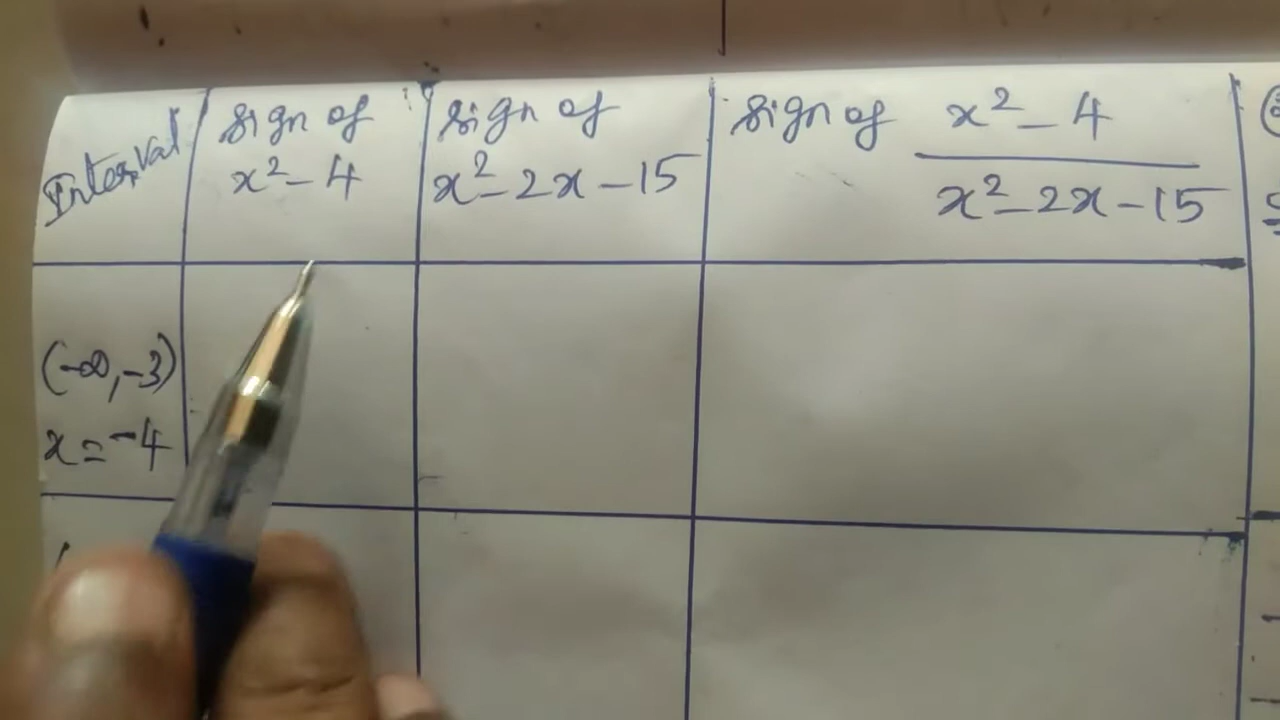 Interval
sign of
x² - 4
sign of
x² - 2x - 15
sign of x² - 4
x² - 2x - 15
(-∞, -3)
x = -4